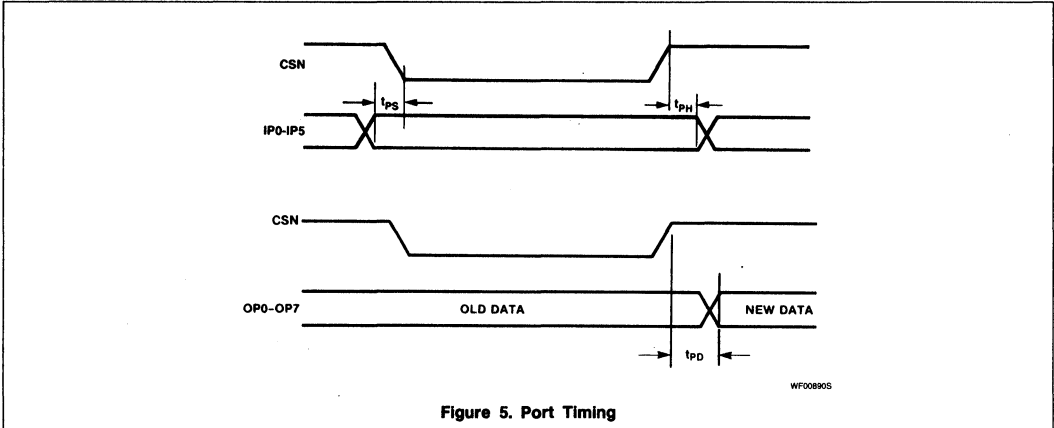 CSN
tPS
tPH
IP0-IP5
CSN
OP0-OP7
OLD DATA
NEW DATA
tPD
WF00890S
Figure 5. Port Timing